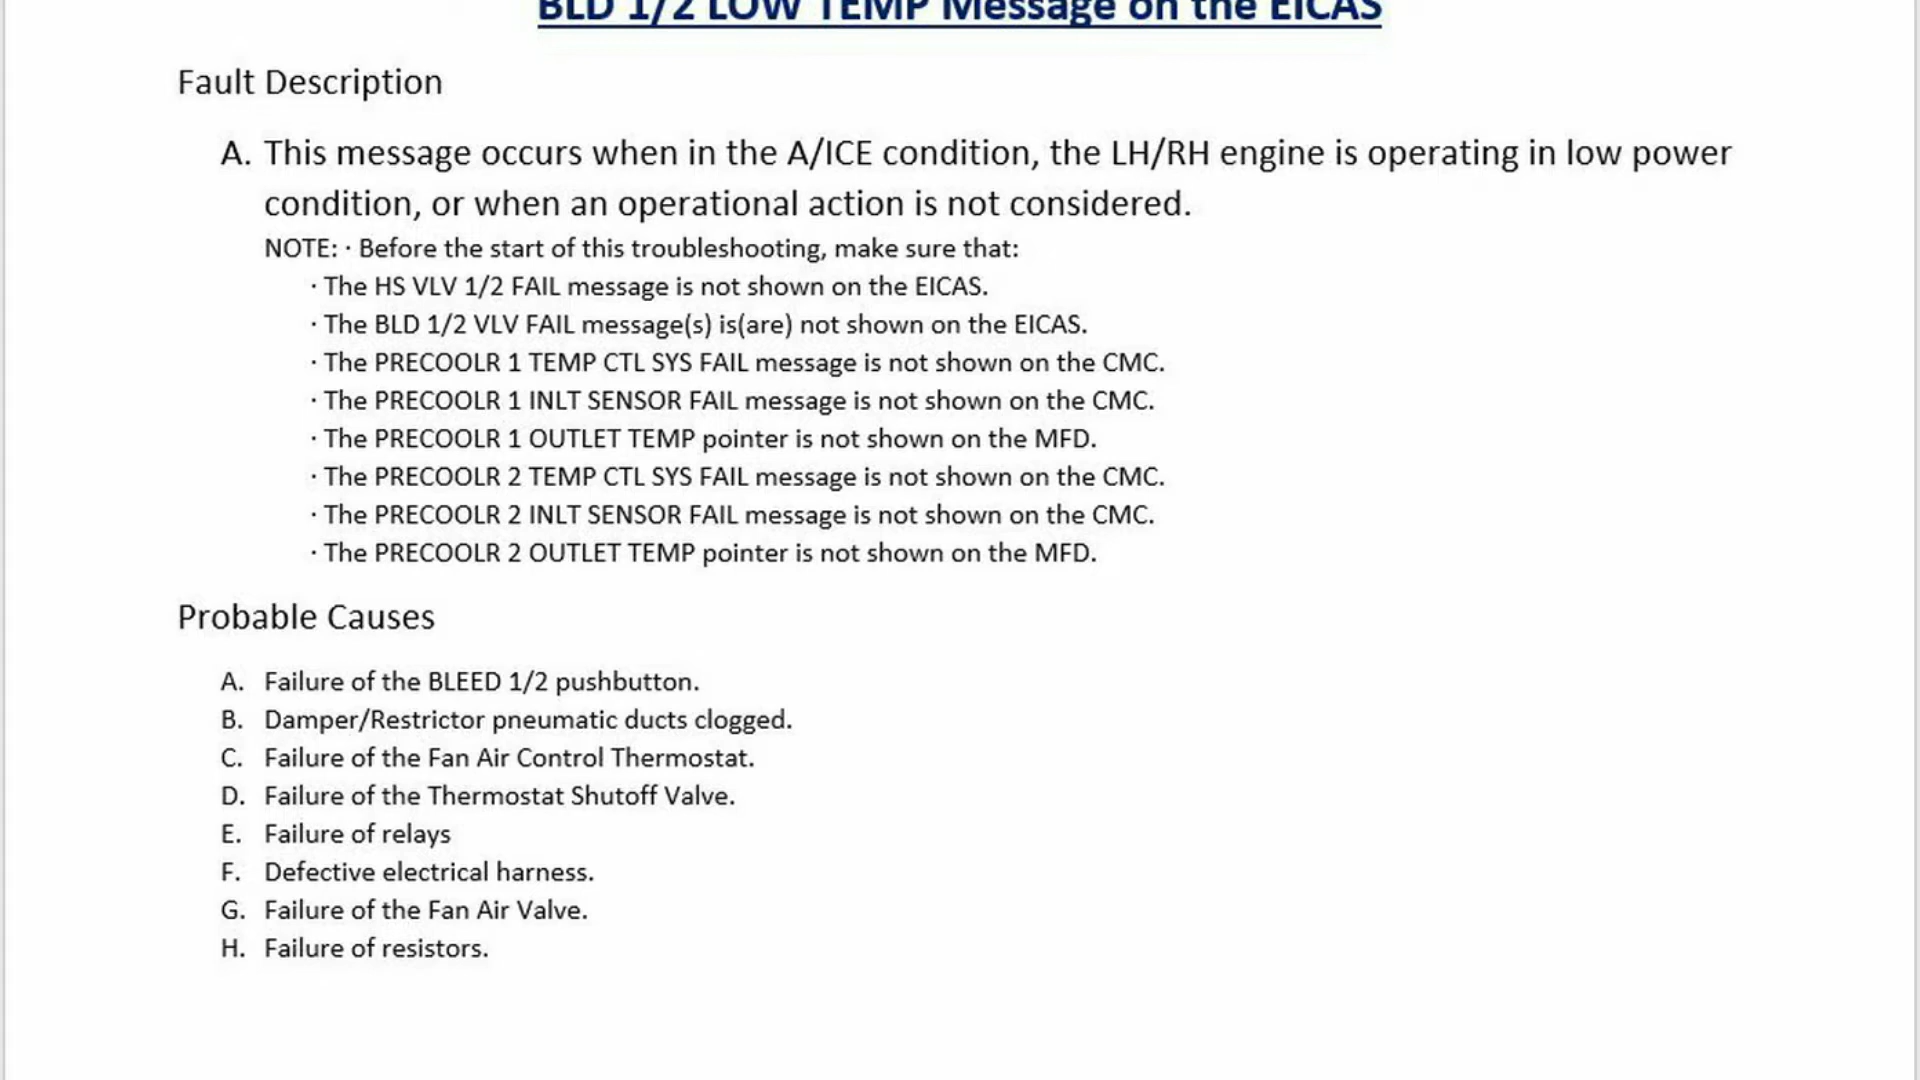 BLD 1/2 LOW TEMP Message on the EICAS
Fault Description
A. This message occurs when in the A/ICE condition, the LH/RH engine is operating in low power
condition, or when an operational action is not considered.
NOTE: · Before the start of this troubleshooting, make sure that:
· The HS VLV 1/2 FAIL message is not shown on the EICAS.
· The BLD 1/2 VLV FAIL message(s) is(are) not shown on the EICAS.
· The PRECOOLR 1 TEMP CTL SYS FAIL message is not shown on the CMC.
· The PRECOOLR 1 INLT SENSOR FAIL message is not shown on the CMC.
· The PRECOOLR 1 OUTLET TEMP pointer is not shown on the MFD.
· The PRECOOLR 2 TEMP CTL SYS FAIL message is not shown on the CMC.
· The PRECOOLR 2 INLT SENSOR FAIL message is not shown on the CMC.
· The PRECOOLR 2 OUTLET TEMP pointer is not shown on the MFD.
Probable Causes
A. Failure of the BLEED 1/2 pushbutton.
B. Damper/Restrictor pneumatic ducts clogged.
C. Failure of the Fan Air Control Thermostat.
D. Failure of the Thermostat Shutoff Valve.
E. Failure of relays
F. Defective electrical harness.
G. Failure of the Fan Air Valve.
H. Failure of resistors.